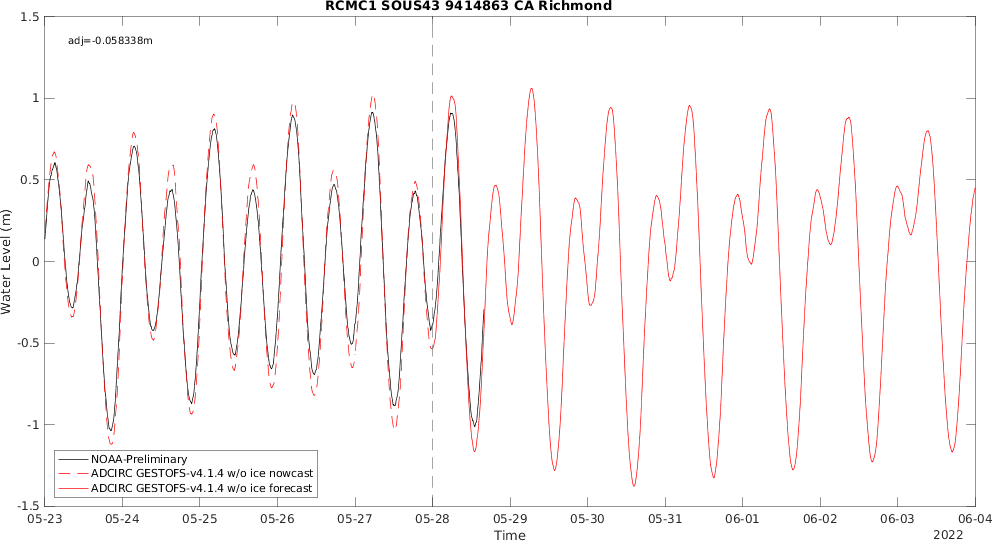 RCMC1 SOUS43 9414863 CA Richmond
1.5
adj=-0.058338m
1
0.5
0
-0.5
-1
-1.5
Water Level (m)
NOAA-Preliminary
ADCIRC GESTOFS-v4.1.4 w/o ice nowcast
ADCIRC GESTOFS-v4.1.4 w/o ice forecast
05-23 05-24 05-25 05-26 05-27 05-28 05-29 05-30 05-31 06-01 06-02 06-03 06-04
Time
2022